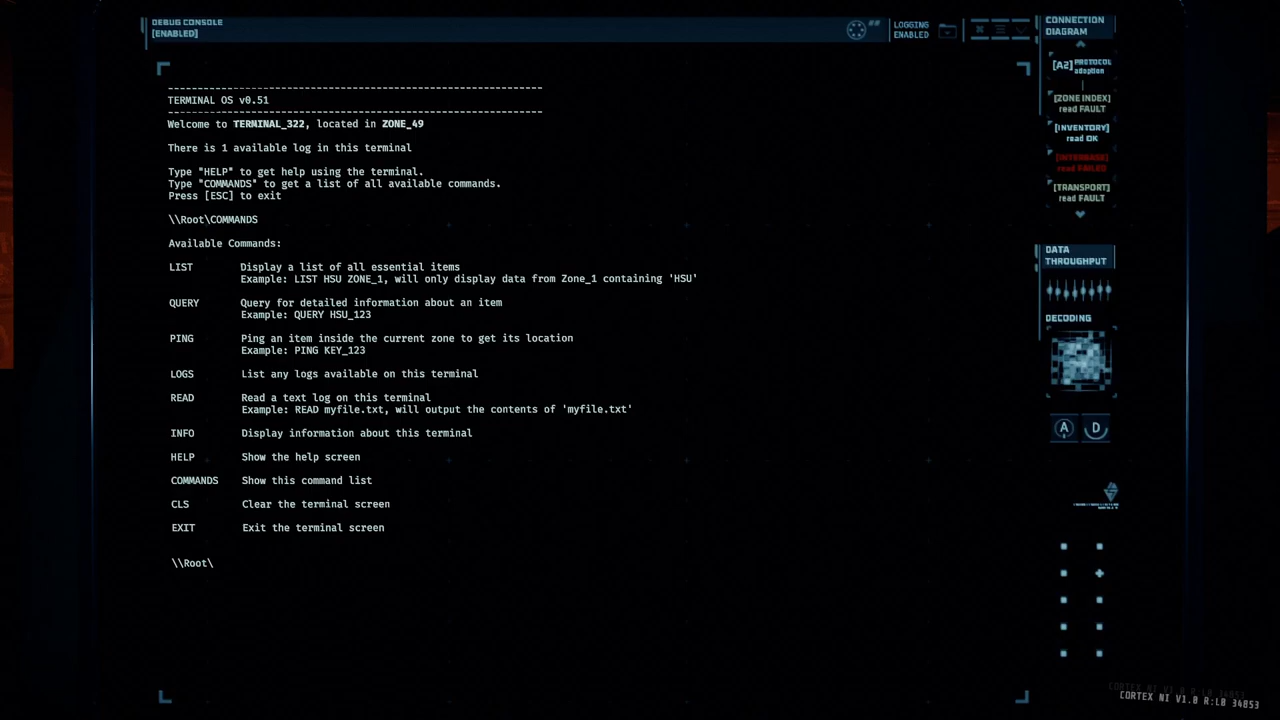 DEBUG CONSOLE
[ENABLED]
LOGGING
ENABLED
------------------------------------------------------------
TERMINAL OS v0.51
------------------------------------------------------------
Welcome to TERMINAL_322, located in ZONE_49
There is 1 available log in this terminal
Type "HELP" to get help using the terminal.
Type "COMMANDS" to get a list of all available commands.
Press [ESC] to exit
\\Root\COMMANDS
Available Commands:
LIST Display a list of all essential items
Example: LIST HSU ZONE_1, will only display data from Zone_1 containing 'HSU'
QUERY Query for detailed information about an item
Example: QUERY HSU_123
PING Ping an item inside the current zone to get its location
Example: PING KEY_123
LOGS List any logs available on this terminal
READ Read a text log on this terminal
Example: READ myfile.txt, will output the contents of 'myfile.txt'
INFO Display information about this terminal
HELP Show the help screen
COMMANDS Show this command list
CLS Clear the terminal screen
EXIT Exit the terminal screen
\\Root\
CONNECTION
DIAGRAM
[A2] PROTOCOL
adaption
[ZONE INDEX]
read FAULT
[INVENTORY]
read OK
[INTERBASE]
read FAILED
[TRANSPORT]
read FAULT
DATA
THROUGHPUT
DECODING
A D
CORTEX NI V1.0 R:LB 34853